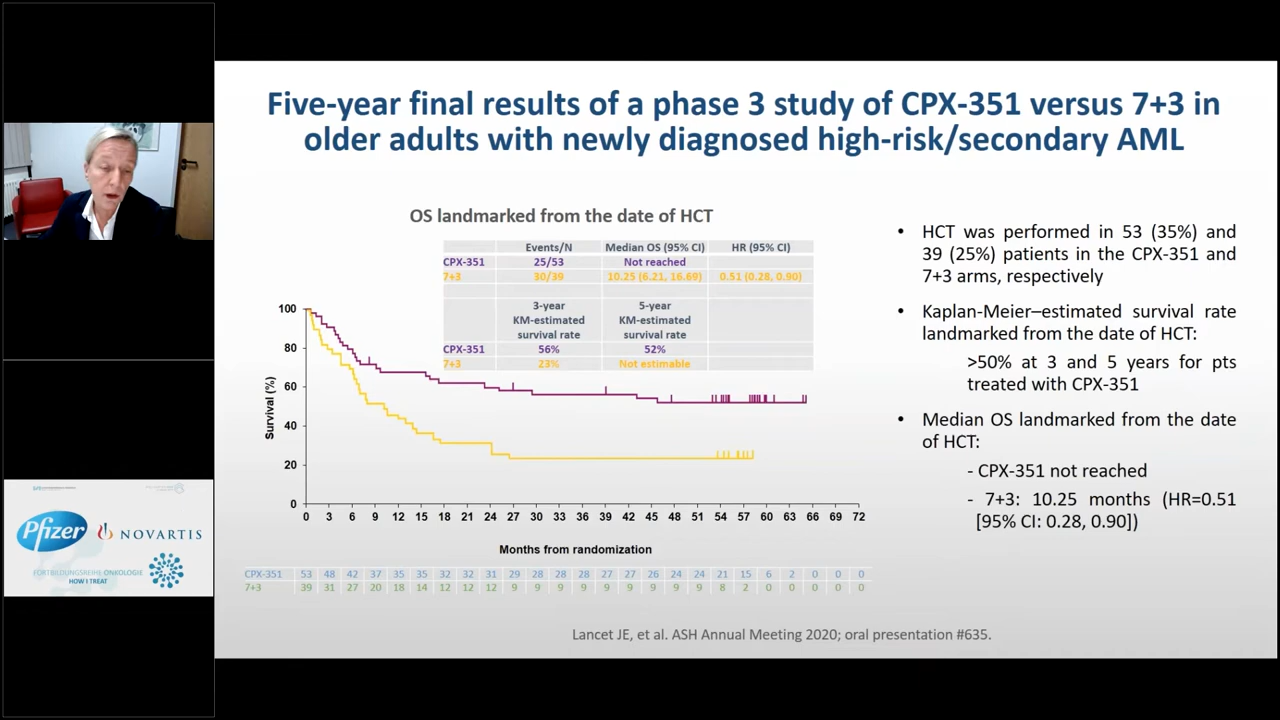 Five-year final results of a phase 3 study of CPX-351 versus 7+3 in
older adults with newly diagnosed high-risk/secondary AML
OS landmarked from the date of HCT
Events/N Median OS (95% CI) HR (95% CI)
CPX-351 25/53 Not reached
7+3 30/39 10.25 (6.21, 16.69) 0.51 (0.28, 0.90)
3-year 5-year
KM-estimated KM-estimated
survival rate survival rate
CPX-351 56% 52%
7+3 23% Not estimable
100
80
60
40
20
0
Survival (%)
0 3 6 9 12 15 18 21 24 27 30 33 36 39 42 45 48 51 54 57 60 63 66 69 72
Months from randomization
CPX-351 53 48 42 37 35 35 32 32 31 29 28 28 28 27 27 26 24 24 21 15 6 2 0 0 0
7+3 39 31 27 20 18 14 12 12 12 9 9 9 9 9 9 9 9 9 8 2 0 0 0 0 0
• HCT was performed in 53 (35%) and
39 (25%) patients in the CPX-351 and
7+3 arms, respectively
• Kaplan-Meier–estimated survival rate
landmarked from the date of HCT:
>50% at 3 and 5 years for pts
treated with CPX-351
• Median OS landmarked from the date
of HCT:
- CPX-351 not reached
- 7+3: 10.25 months (HR=0.51
[95% CI: 0.28, 0.90])
Lancet JE, et al. ASH Annual Meeting 2020; oral presentation #635.
Pfizer
NOVARTIS
FORTBILDUNGSREIHE ONKOLOGIE
HOW I TREAT